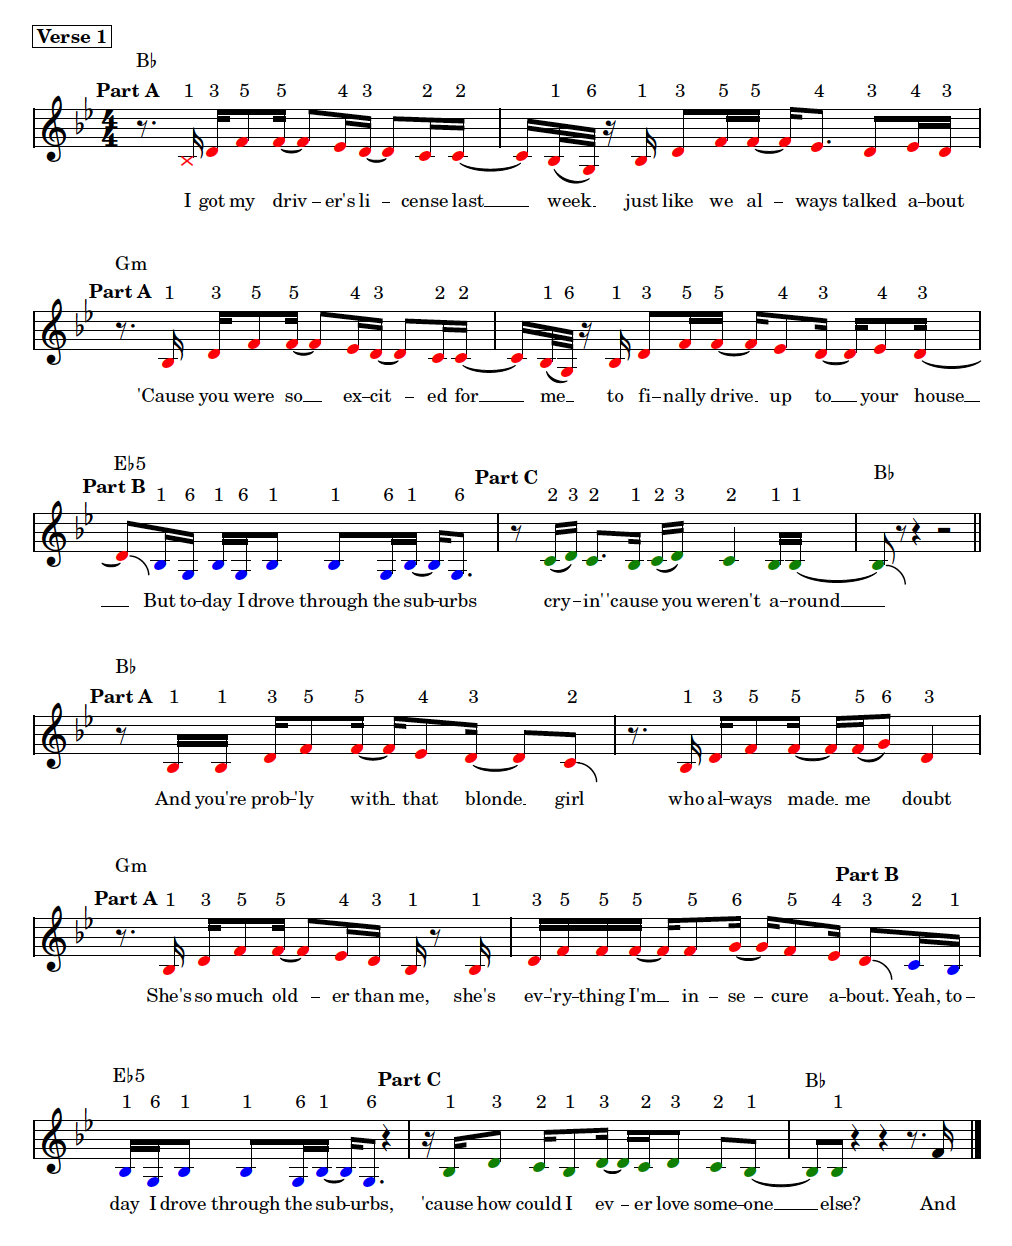 Verse 1
B♭
Part A 1 3 5 5 4 3 2 2 1 6 1 3 5 5 4 3 4 3
I got my driv – er's li – cense last week just like we al – ways talked a – bout
Gm
Part A 1 3 5 5 4 3 2 2 1 6 1 3 5 5 4 3 4 3
'Cause you were so ex – cit – ed for me to fi – nally drive up to your house
E♭5 B♭
Part B Part C
1 6 1 6 1 1 6 1 6 2 3 2 1 2 3 2 1 1
But to – day I drove through the sub – urbs cry – in' 'cause you weren't a – round
B♭
Part A 1 1 3 5 5 4 3 2 1 3 5 5 5 6 3
And you're prob – 'ly with that blonde girl who al – ways made me doubt
Gm
Part B
Part A 1 3 5 5 4 3 1 1 3 5 5 5 5 6 5 4 3 2 1
She's so much old – er than me, she's ev – 'ry – thing I'm in – se – cure a – bout. Yeah, to –
E♭5 Part C B♭
1 6 1 1 6 1 6 1 3 2 1 3 2 3 2 1 1
day I drove through the sub – urbs, 'cause how could I ev – er love some – one else? And